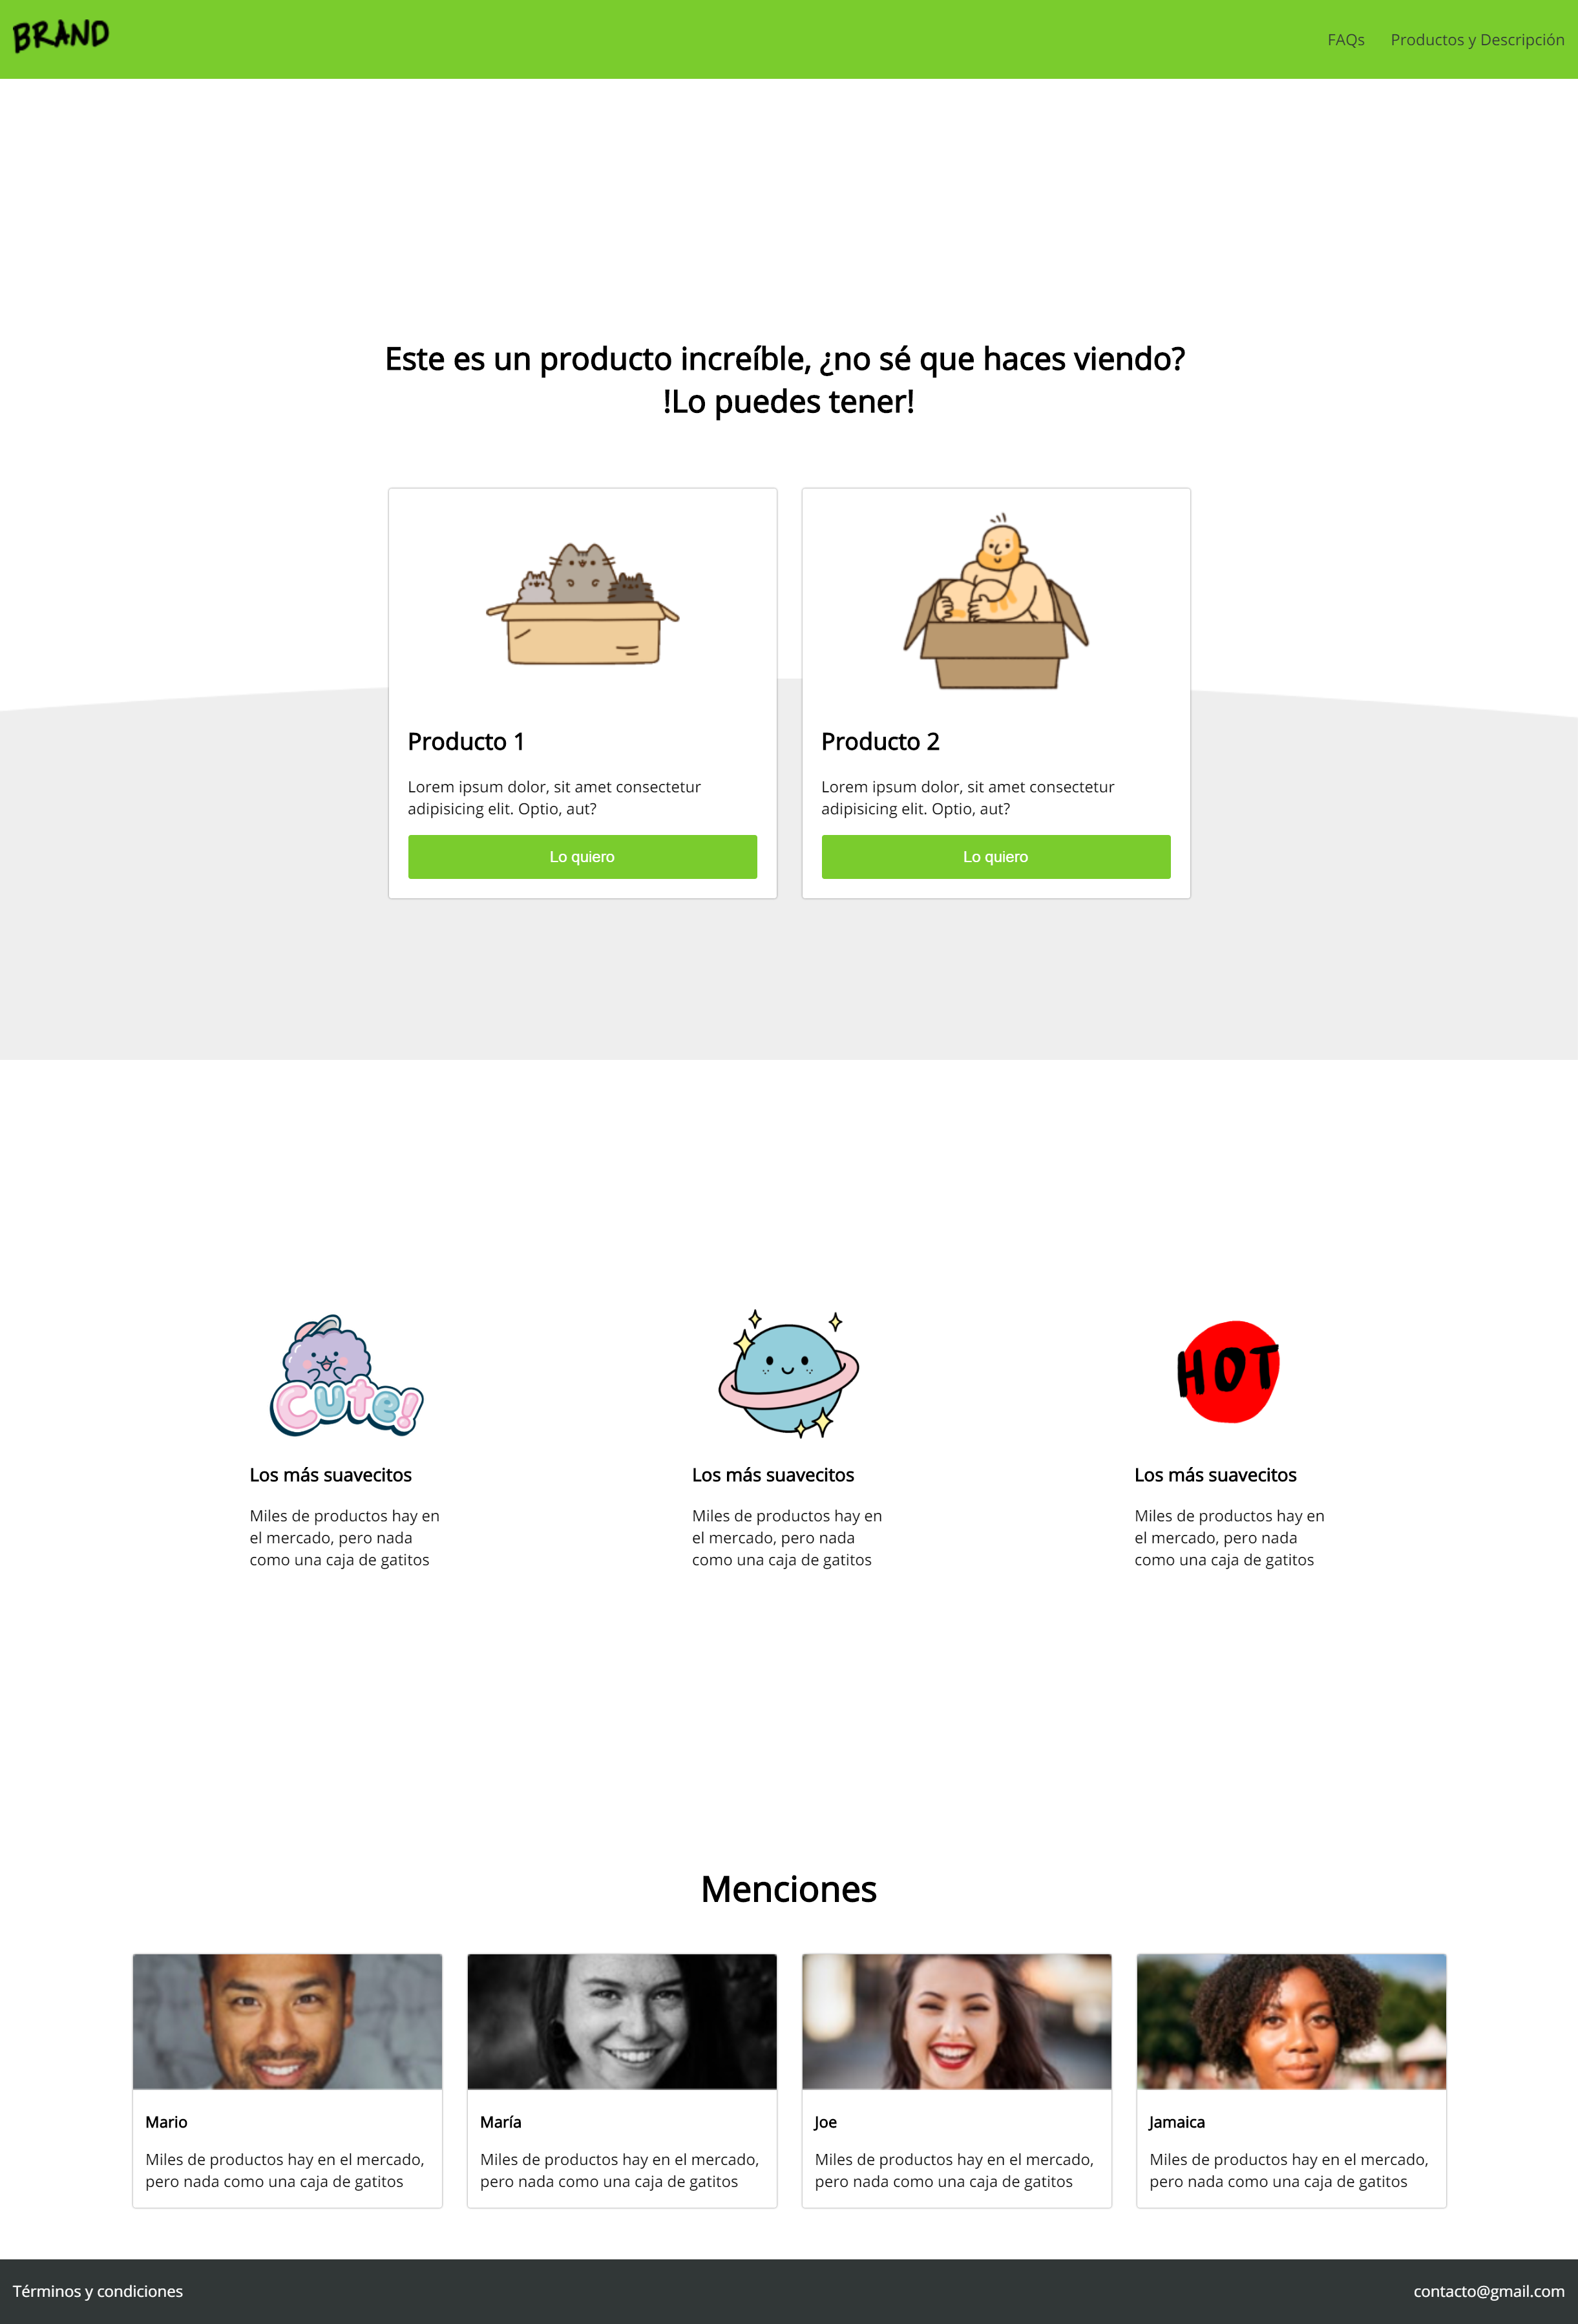 BRAND
FAQs
Productos y Descripción
Este es un producto increíble, ¿no sé que haces viendo?
!Lo puedes tener!
Producto 1
Lorem ipsum dolor, sit amet consectetur
adipisicing elit. Optio, aut?
Lo quiero
Producto 2
Lorem ipsum dolor, sit amet consectetur
adipisicing elit. Optio, aut?
Lo quiero
Cute!
Los más suavecitos
Miles de productos hay en
el mercado, pero nada
como una caja de gatitos
Los más suavecitos
Miles de productos hay en
el mercado, pero nada
como una caja de gatitos
HOT
Los más suavecitos
Miles de productos hay en
el mercado, pero nada
como una caja de gatitos
Menciones
Mario
Miles de productos hay en el mercado,
pero nada como una caja de gatitos
María
Miles de productos hay en el mercado,
pero nada como una caja de gatitos
Joe
Miles de productos hay en el mercado,
pero nada como una caja de gatitos
Jamaica
Miles de productos hay en el mercado,
pero nada como una caja de gatitos
Términos y condiciones
contacto@gmail.com